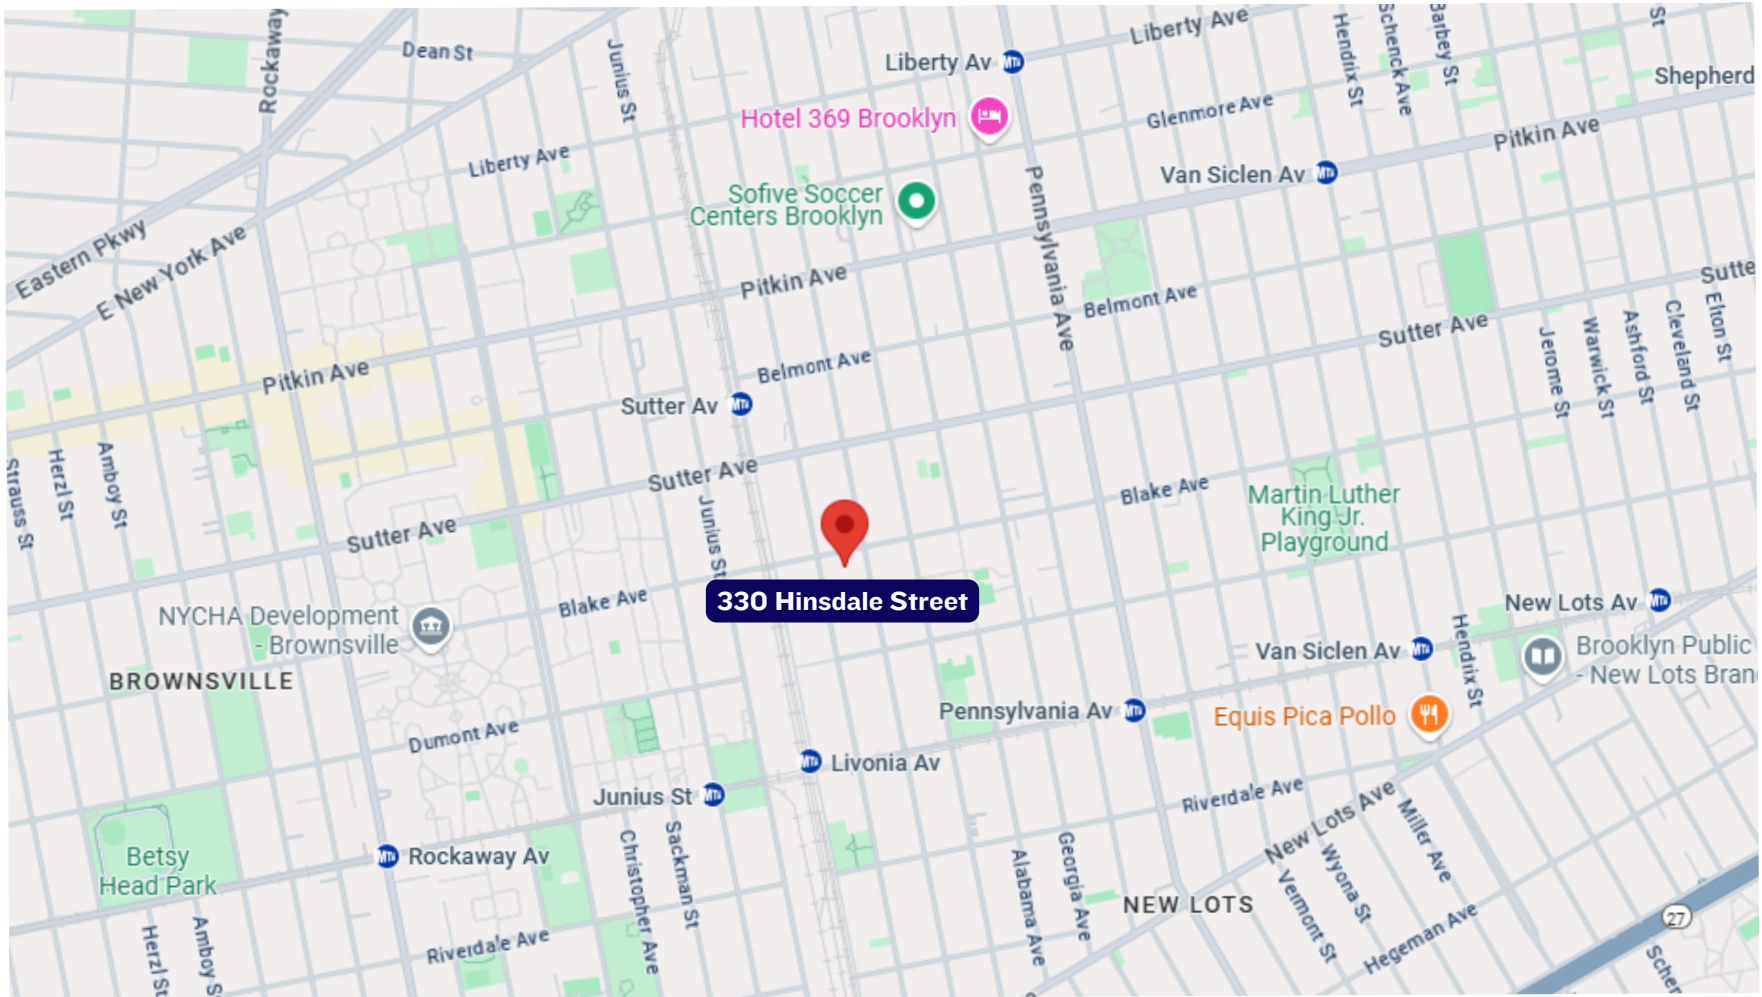 Dean St
Rockaway
Junius St
Liberty Av
Liberty Ave
Hendrix St
Schenck Ave
Barbey St
St
Shepherd
Hotel 369 Brooklyn
Glenmore Ave
Pitkin Ave
Liberty Ave
Van Siclen Av
Sofive Soccer
Centers Brooklyn
Pennsylvania Ave
Eastern Pkwy
E New York Ave
Pitkin Ave
Belmont Ave
Sutte
Sutter Ave
Elton St
Cleveland St
Ashford St
Warwick St
Jerome St
Pitkin Ave
Belmont Ave
Sutter Av
Strauss St
Herzl St
Amboy St
Sutter Ave
Junius St
Sutter Ave
Blake Ave
Martin Luther
King Jr.
Playground
330 Hinsdale Street
Blake Ave
NYCHA Development
- Brownsville
BROWNSVILLE
New Lots Av
Hendrix St
Van Siclen Av
Brooklyn Public
- New Lots Bran
Pennsylvania Av
Equis Pica Pollo
Dumont Ave
Livonia Av
Junius St
Riverdale Ave
New Lots Ave
Miller Ave
Wyona St
Vermont St
Betsy
Head Park
Rockaway Av
Christopher Ave
Sackman St
Alabama Ave
Georgia Ave
NEW LOTS
27
Hegeman Ave
Herzl St
Amboy S
Riverdale Ave
Schen